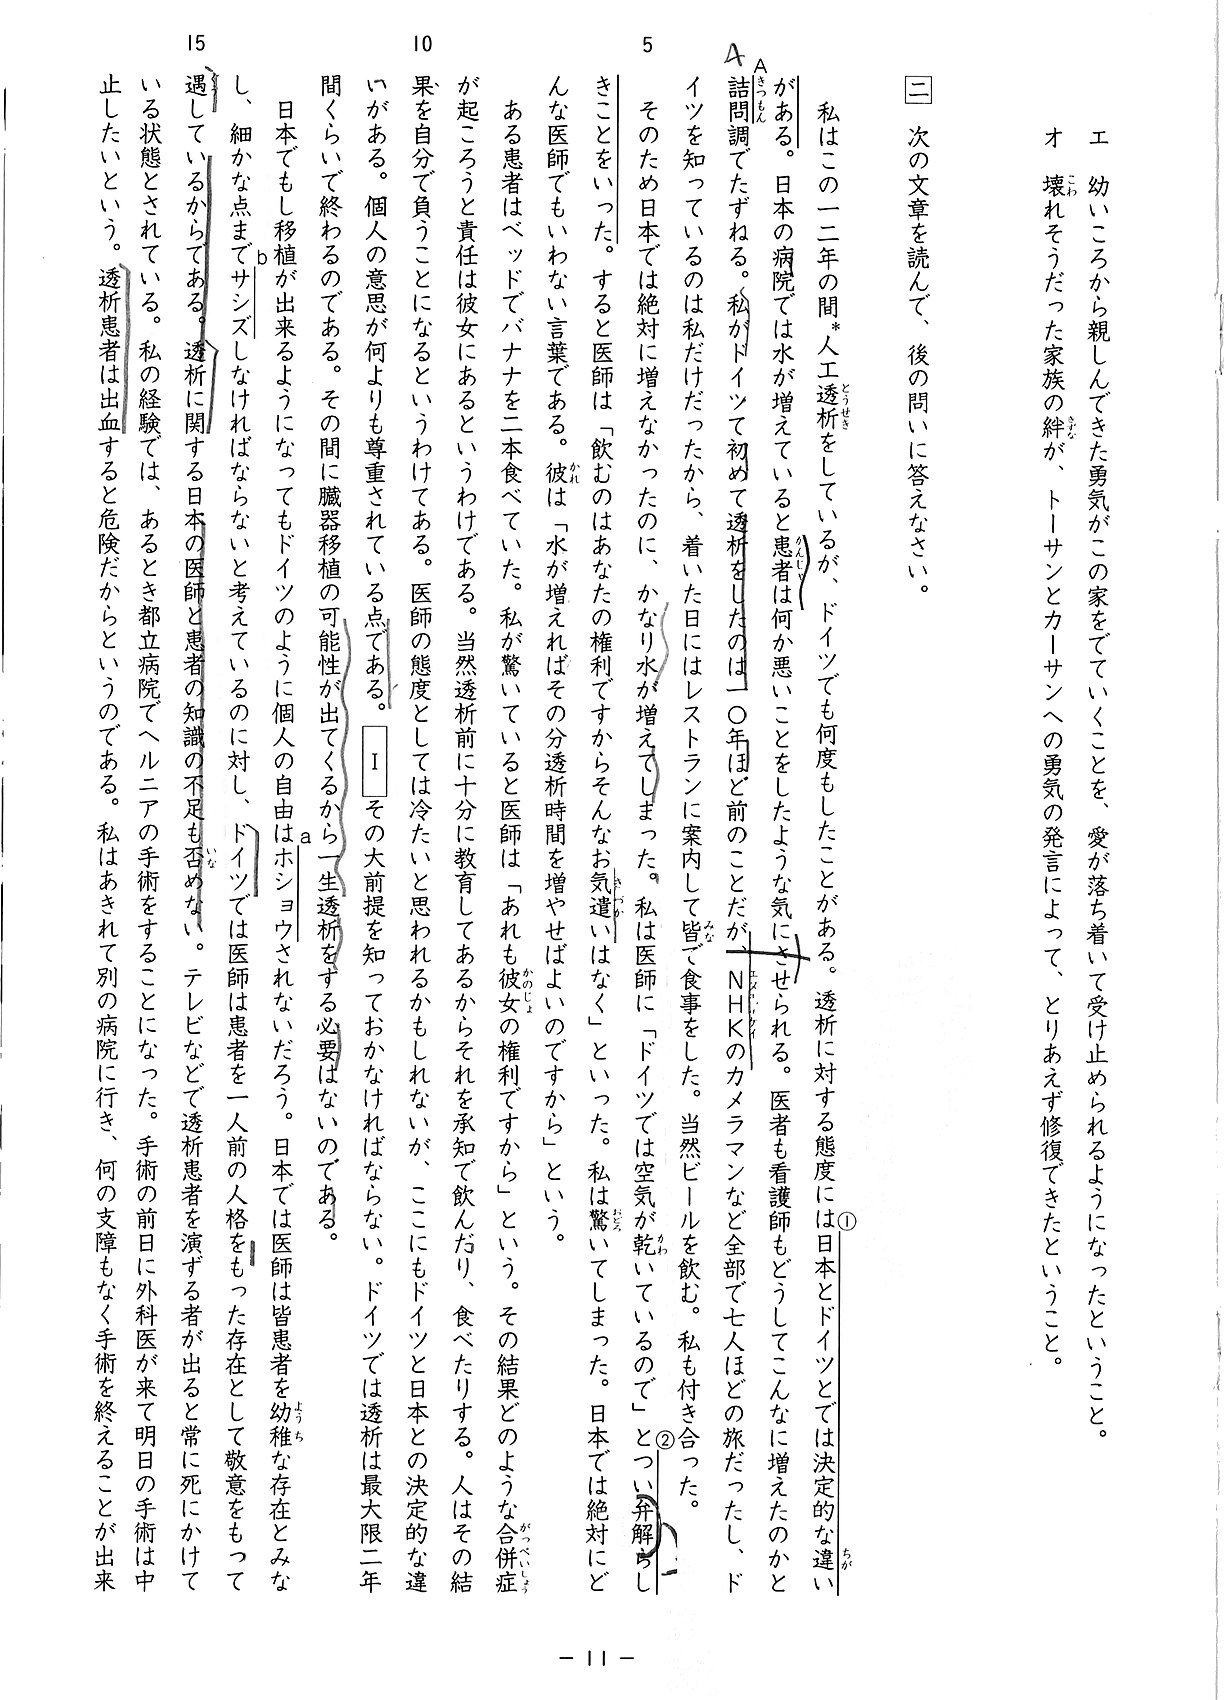 エ　幼いころから親しんできた勇気がこの家をでていくことを、愛が落ち着いて受け止められるようになったということ。
オ　壊れそうだった家族の絆が、トーサンとカーサンへの勇気の発言によって、とりあえず修復できたということ。
二　次の文章を読んで、後の問いに答えなさい。
私はこの一二年の間＊人工透析をしているが、ドイツでも何度もしたことがある。透析に対する態度には①日本とドイツとでは決定的な違い
がある。日本の病院では水が増えていると患者は何か悪いことをしたような気にさせられる。医者も看護師もどうしてこんなに増えたのかと
A詰問調でたずねる。私がドイツで初めて透析をしたのは一〇年ほど前のことだが、NHKのカメラマンなど全部で七人ほどの旅だったし、ド
イツを知っているのは私だけだったから、着いた日にはレストランに案内して皆で食事をした。当然ビールを飲む。私も付き合った。
5　そのため日本では絶対に増えなかったのに、かなり水が増えてしまった。私は医師に「ドイツでは空気が乾いているので」と②つい弁解らし
きことをいった。すると医師は「飲むのはあなたの権利ですからそんなお気遣いはなく」といった。私は驚いてしまった。日本では絶対にど
んな医師でもいわない言葉である。彼は「水が増えればその分透析時間を増やせばよいのですから」という。
ある患者はベッドでバナナを二本食べていた。私が驚いていると医師は「あれも彼女の権利ですから」という。その結果どのような合併症
が起ころうと責任は彼女にあるというわけである。当然透析前に十分に教育してあるからそれを承知で飲んだり、食べたりする。人はその結
10　果を自分で負うことになるというわけである。医師の態度としては冷たいと思われるかもしれないが、ここにもドイツと日本との決定的な違
いがある。個人の意思が何よりも尊重されている点である。　Ｉ　その大前提を知っておかなければならない。ドイツでは透析は最大限二年
間くらいで終わるのである。その間に臓器移植の可能性が出てくるから一生透析をする必要はないのである。
日本でもし移植が出来るようになってもドイツのように個人の自由はaホショウされないだろう。日本では医師は皆患者を幼稚な存在とみな
し、細かな点までbサシズしなければならないと考えているのに対し、ドイツでは医師は患者を一人前の人格をもった存在として敬意をもって
15　遇しているからである。透析に関する日本の医師と患者の知識の不足も否めない。テレビなどで透析患者を演ずる者が出ると常に死にかけて
いる状態とされている。私の経験では、あるとき都立病院でヘルニアの手術をすることになった。手術の前日に外科医が来て明日の手術は中
止したいという。透析患者は出血すると危険だからというのである。私はあきれて別の病院に行き、何の支障もなく手術を終えることが出来
－11－